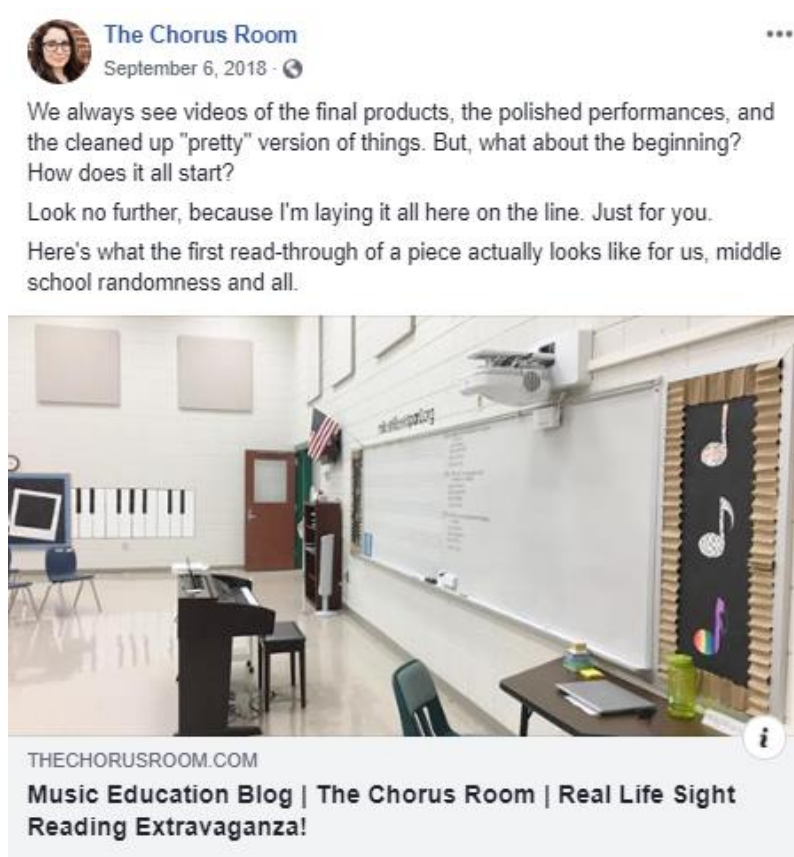 The Chorus Room
September 6, 2018 ·
We always see videos of the final products, the polished performances, and
the cleaned up "pretty" version of things. But, what about the beginning?
How does it all start?
Look no further, because I'm laying it all here on the line. Just for you.
Here's what the first read-through of a piece actually looks like for us, middle
school randomness and all.
i
THECHORUSROOM.COM
Music Education Blog | The Chorus Room | Real Life Sight
Reading Extravaganza!